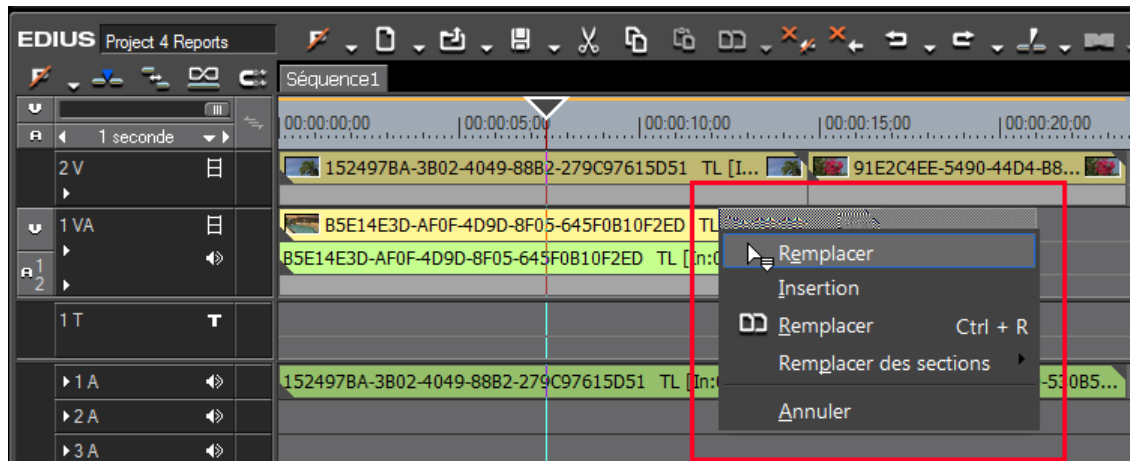 EDIUS Project 4 Reports
Séquence1
1 seconde
00:00:00;00 00:00:05;00 00:00:10;00 00:00:15;00 00:00:20;00
2 V
152497BA-3B02-4049-88B2-279C97615D51 TL [I...
91E2C4EE-5490-44D4-B8...
1 VA
B5E14E3D-AF0F-4D9D-8F05-645F0B10F2ED TL
B5E14E3D-AF0F-4D9D-8F05-645F0B10F2ED TL [In:0
1
2
Remplacer
Insertion
Remplacer Ctrl + R
Remplacer des sections
Annuler
1 T T
1 A
152497BA-3B02-4049-88B2-279C97615D51 TL [In:
-530B5...
2 A
3 A